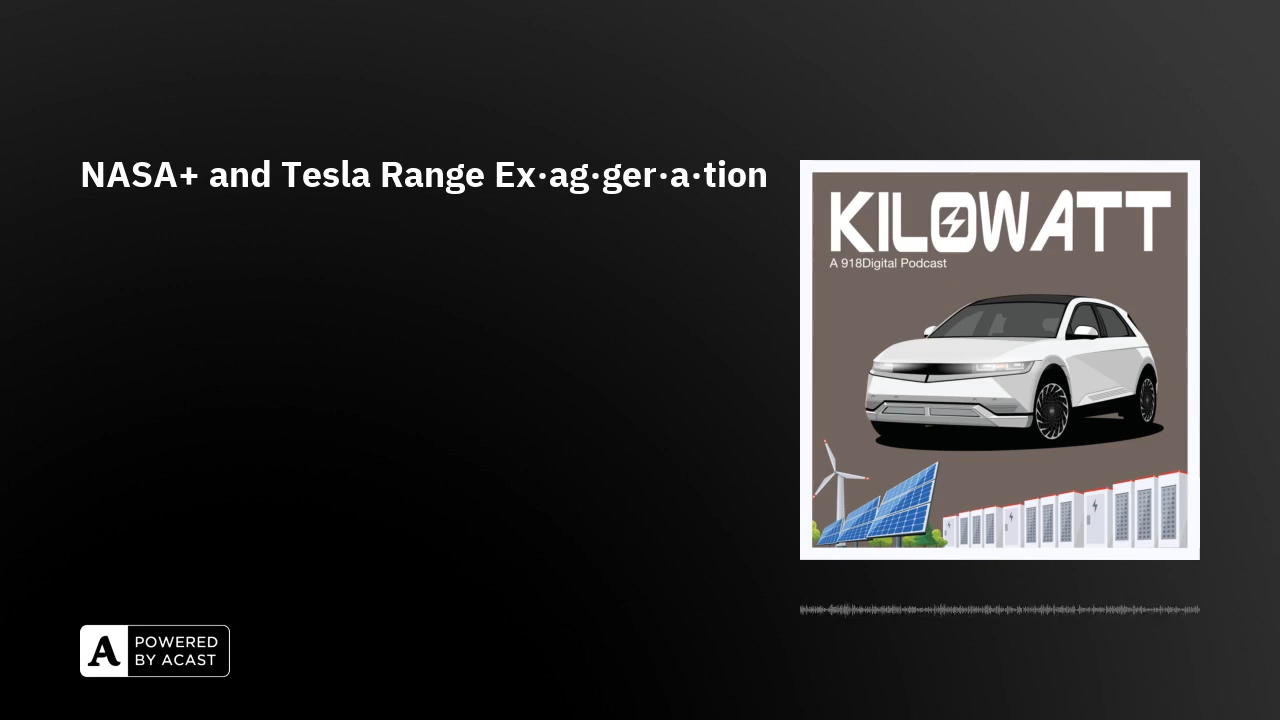 NASA+ and Tesla Range Ex·ag·ger·a·tion
KILOWATT
A 918Digital Podcast
A
POWERED
BY ACAST